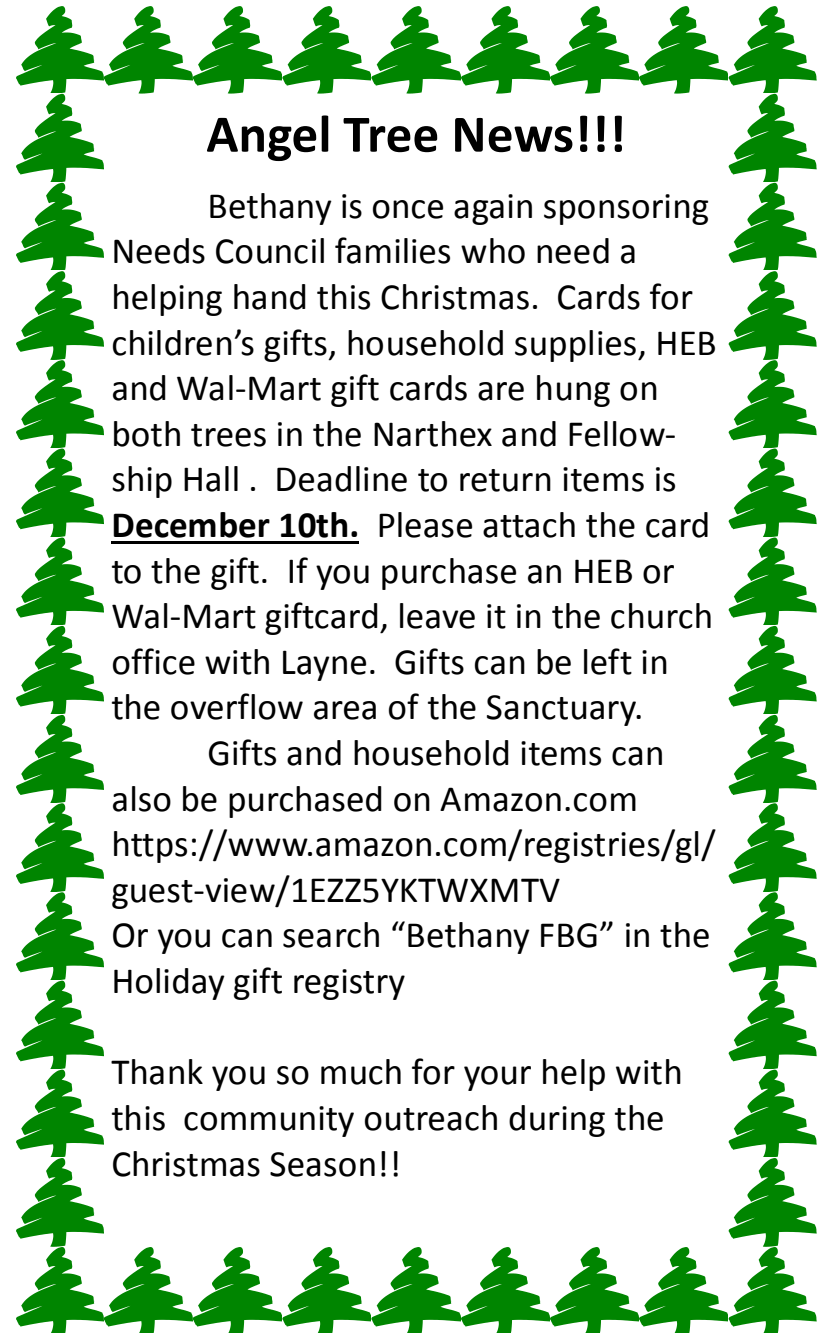 Angel Tree News!!!
Bethany is once again sponsoring
Needs Council families who need a
helping hand this Christmas.  Cards for
children’s gifts, household supplies, HEB
and Wal-Mart gift cards are hung on
both trees in the Narthex and Fellow-
ship Hall .  Deadline to return items is
December 10th.  Please attach the card
to the gift.  If you purchase an HEB or
Wal-Mart giftcard, leave it in the church
office with Layne.  Gifts can be left in
the overflow area of the Sanctuary.
Gifts and household items can
also be purchased on Amazon.com
https://www.amazon.com/registries/gl/
guest-view/1EZZ5YKTWXMTV
Or you can search “Bethany FBG” in the
Holiday gift registry
Thank you so much for your help with
this  community outreach during the
Christmas Season!!